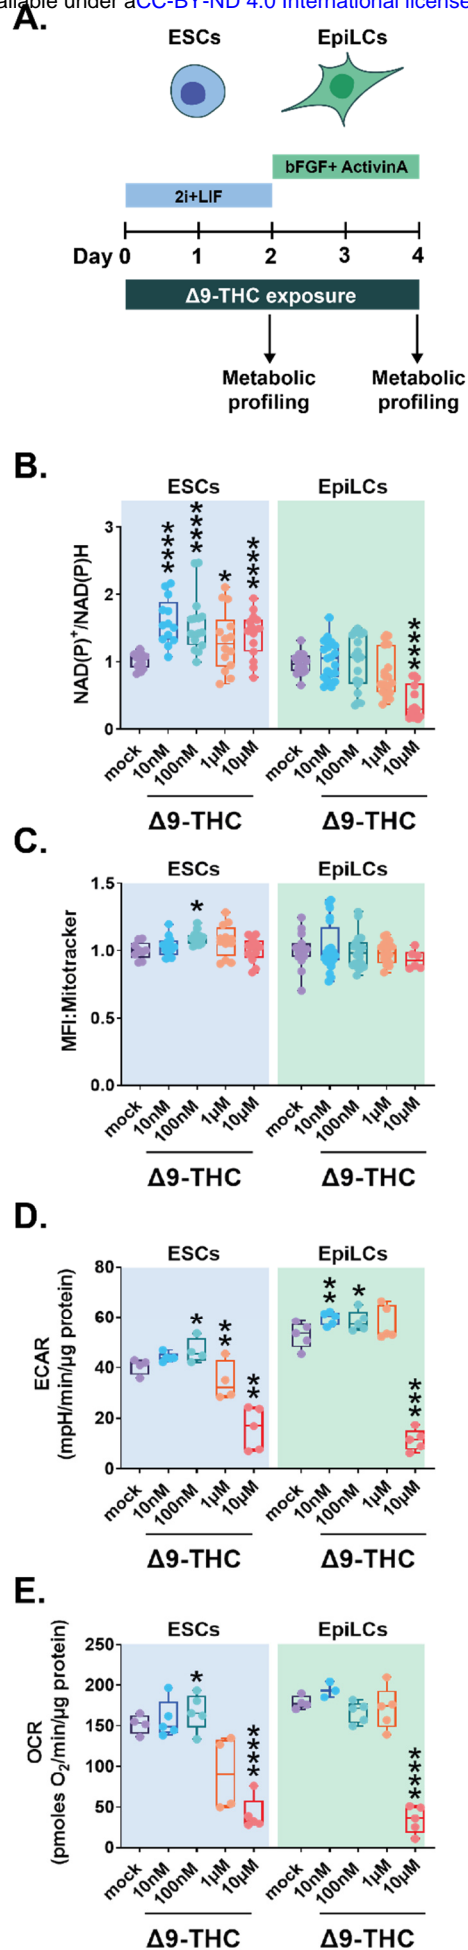 ailable under aCC-BY-ND 4.0 International license
A.
ESCs EpiLCs
bFGF+ ActivinA
2i+LIF
Day 0 1 2 3 4
Δ9-THC exposure
Metabolic Metabolic
profiling profiling
B.
ESCs EpiLCs
NAD(P)⁺/NAD(P)H
3
2
1
0
**** **** * **** ****
mock 10nM 100nM 1µM 10µM mock 10nM 100nM 1µM 10µM
Δ9-THC Δ9-THC
C.
ESCs EpiLCs
MFI:Mitotracker
1.5
1.0
0.5
0.0
*
mock 10nM 100nM 1µM 10µM mock 10nM 100nM 1µM 10µM
Δ9-THC Δ9-THC
D.
ESCs EpiLCs
ECAR
(mpH/min/µg protein)
80
60
40
20
0
* ** ** ** * ***
mock 10nM 100nM 1µM 10µM mock 10nM 100nM 1µM 10µM
Δ9-THC Δ9-THC
E.
ESCs EpiLCs
OCR
(pmoles O₂/min/µg protein)
250
200
150
100
50
0
* **** ****
mock 10nM 100nM 1µM 10µM mock 10nM 100nM 1µM 10µM
Δ9-THC Δ9-THC